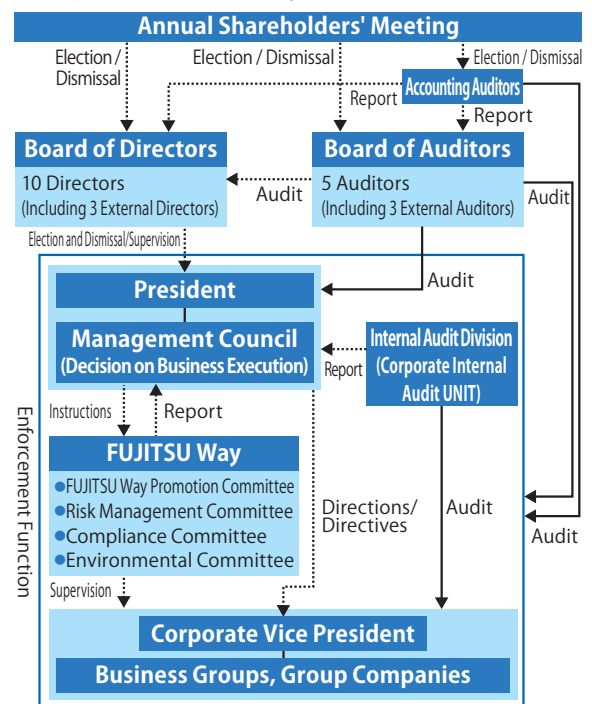 Annual Shareholders' Meeting
Election /
Dismissal
Election / Dismissal
Election / Dismissal
Accounting Auditors
Report
Report
Board of Directors
10 Directors
(Including 3 External Directors)
Audit
Board of Auditors
5 Auditors
(Including 3 External Auditors)
Audit
Election and Dismissal/Supervision
Audit
President
Management Council
(Decision on Business Execution)
Report
Internal Audit Division
(Corporate Internal
Audit UNIT)
Instructions
Report
Enforcement Function
FUJITSU Way
●FUJITSU Way Promotion Committee
●Risk Management Committee
●Compliance Committee
●Environmental Committee
Directions/
Directives
Audit
Audit
Supervision
Corporate Vice President
Business Groups, Group Companies